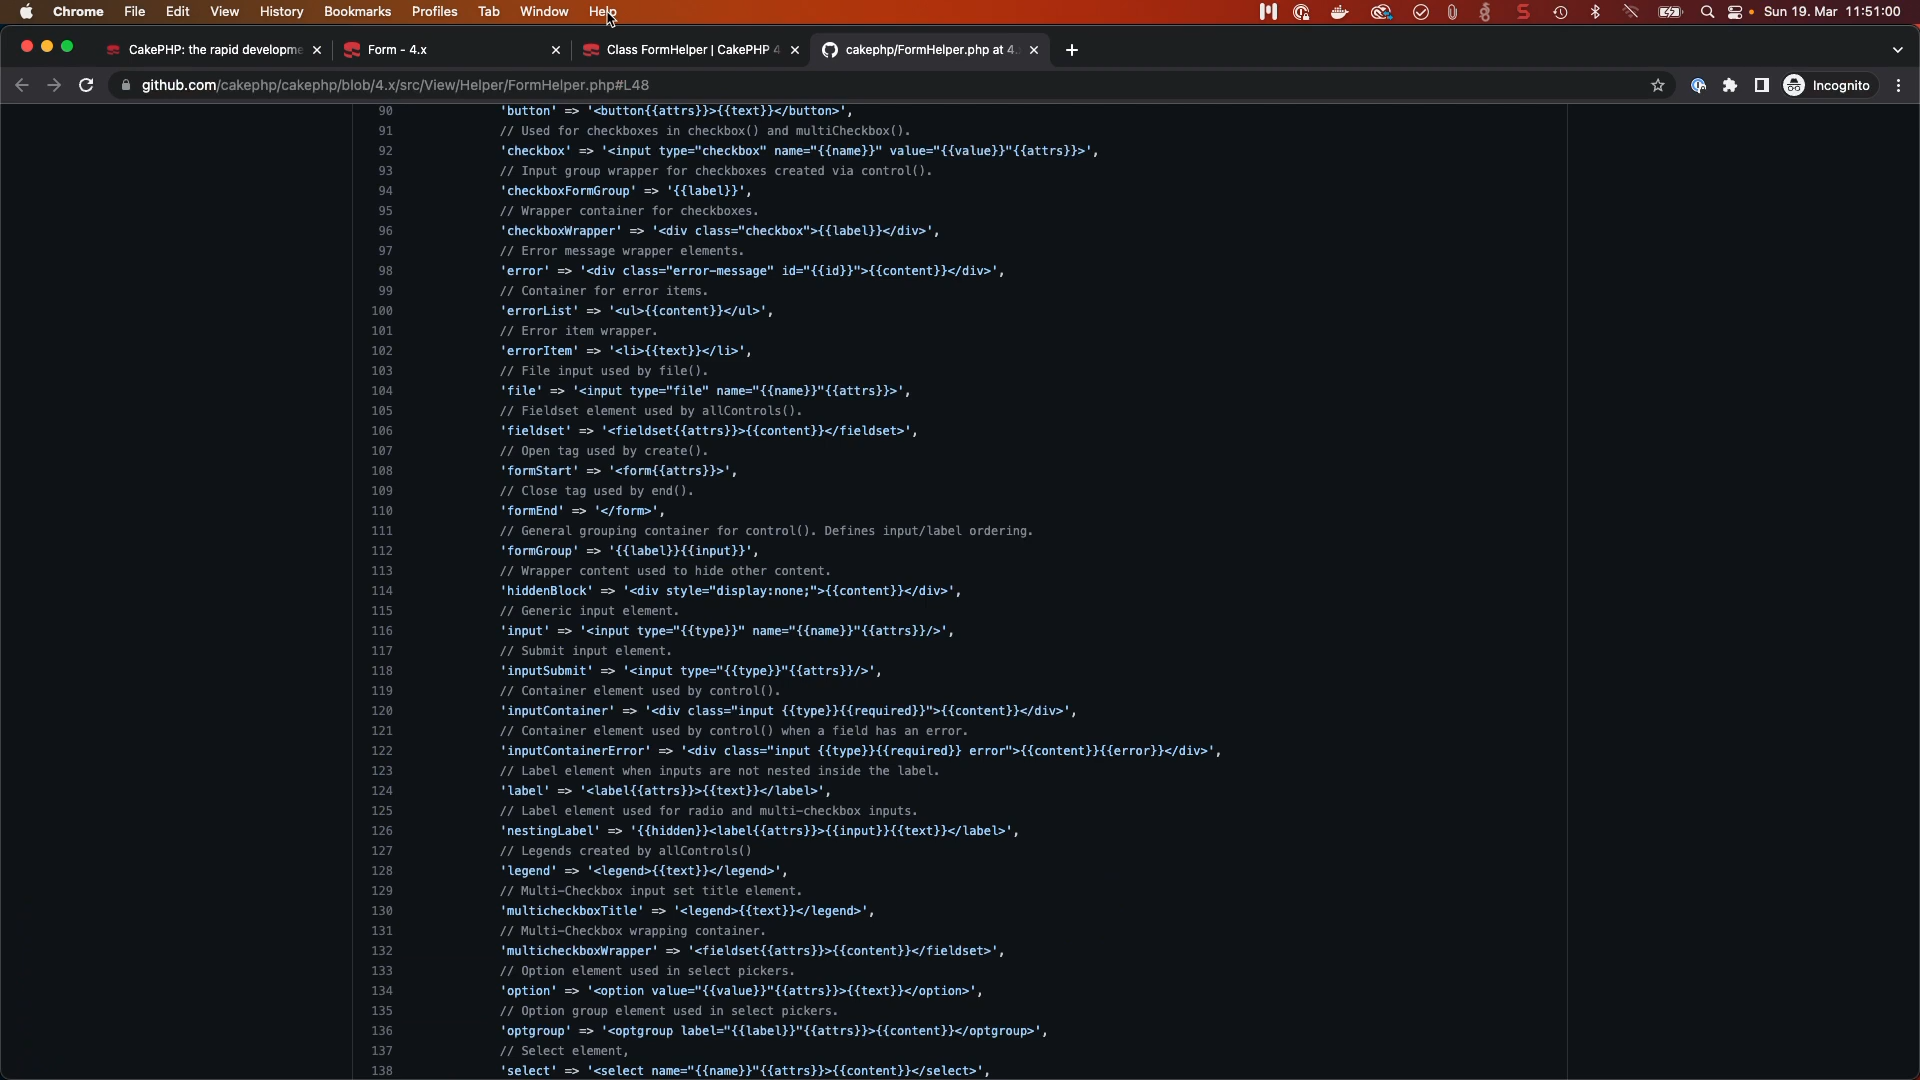 Chrome File Edit View History Bookmarks Profiles Tab Window Help Sun 19. Mar 11:51:00
CakePHP: the rapid developme Form - 4.x Class FormHelper | CakePHP 4 cakephp/FormHelper.php at 4.
github.com/cakephp/cakephp/blob/4.x/src/View/Helper/FormHelper.php#L48 Incognito
90 'button' => '<button{{attrs}}>{{text}}</button>',
91 // Used for checkboxes in checkbox() and multiCheckbox().
92 'checkbox' => '<input type="checkbox" name="{{name}}" value="{{value}}"{{attrs}}>',
93 // Input group wrapper for checkboxes created via control().
94 'checkboxFormGroup' => '{{label}}',
95 // Wrapper container for checkboxes.
96 'checkboxWrapper' => '<div class="checkbox">{{label}}</div>',
97 // Error message wrapper elements.
98 'error' => '<div class="error-message" id="{{id}}">{{content}}</div>',
99 // Container for error items.
100 'errorList' => '<ul>{{content}}</ul>',
101 // Error item wrapper.
102 'errorItem' => '<li>{{text}}</li>',
103 // File input used by file().
104 'file' => '<input type="file" name="{{name}}"{{attrs}}>',
105 // Fieldset element used by allControls().
106 'fieldset' => '<fieldset{{attrs}}>{{content}}</fieldset>',
107 // Open tag used by create().
108 'formStart' => '<form{{attrs}}>',
109 // Close tag used by end().
110 'formEnd' => '</form>',
111 // General grouping container for control(). Defines input/label ordering.
112 'formGroup' => '{{label}}{{input}}',
113 // Wrapper content used to hide other content.
114 'hiddenBlock' => '<div style="display:none;">{{content}}</div>',
115 // Generic input element.
116 'input' => '<input type="{{type}}" name="{{name}}"{{attrs}}/>',
117 // Submit input element.
118 'inputSubmit' => '<input type="{{type}}"{{attrs}}/>',
119 // Container element used by control().
120 'inputContainer' => '<div class="input {{type}}{{required}}">{{content}}</div>',
121 // Container element used by control() when a field has an error.
122 'inputContainerError' => '<div class="input {{type}}{{required}} error">{{content}}{{error}}</div>',
123 // Label element when inputs are not nested inside the label.
124 'label' => '<label{{attrs}}>{{text}}</label>',
125 // Label element used for radio and multi-checkbox inputs.
126 'nestingLabel' => '{{hidden}}<label{{attrs}}>{{input}}{{text}}</label>',
127 // Legends created by allControls()
128 'legend' => '<legend>{{text}}</legend>',
129 // Multi-Checkbox input set title element.
130 'multicheckboxTitle' => '<legend>{{text}}</legend>',
131 // Multi-Checkbox wrapping container.
132 'multicheckboxWrapper' => '<fieldset{{attrs}}>{{content}}</fieldset>',
133 // Option element used in select pickers.
134 'option' => '<option value="{{value}}"{{attrs}}>{{text}}</option>',
135 // Option group element used in select pickers.
136 'optgroup' => '<optgroup label="{{label}}"{{attrs}}>{{content}}</optgroup>',
137 // Select element,
138 'select' => '<select name="{{name}}"{{attrs}}>{{content}}</select>',